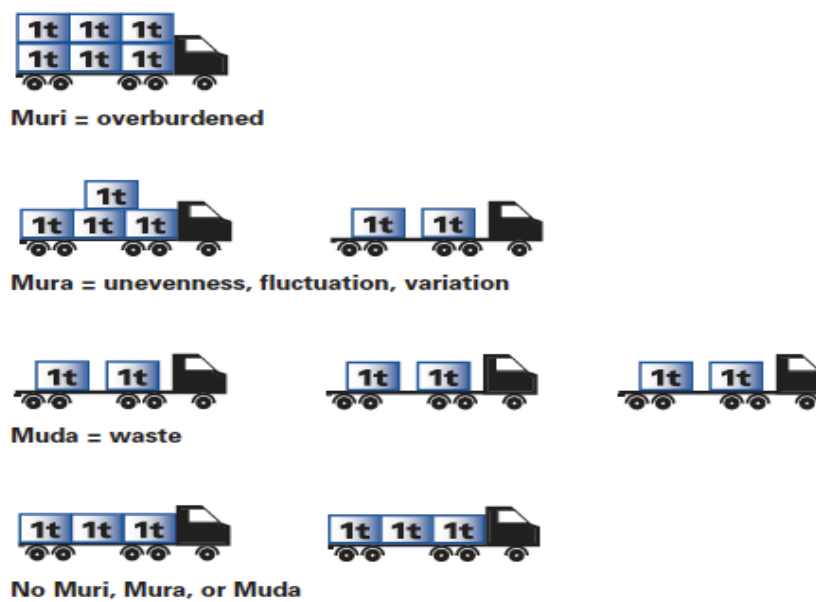 1t 1t 1t
1t 1t 1t
Muri = overburdened
1t
1t 1t 1t 1t 1t
Mura = unevenness, fluctuation, variation
1t 1t 1t 1t 1t 1t
Muda = waste
1t 1t 1t 1t 1t 1t
No Muri, Mura, or Muda